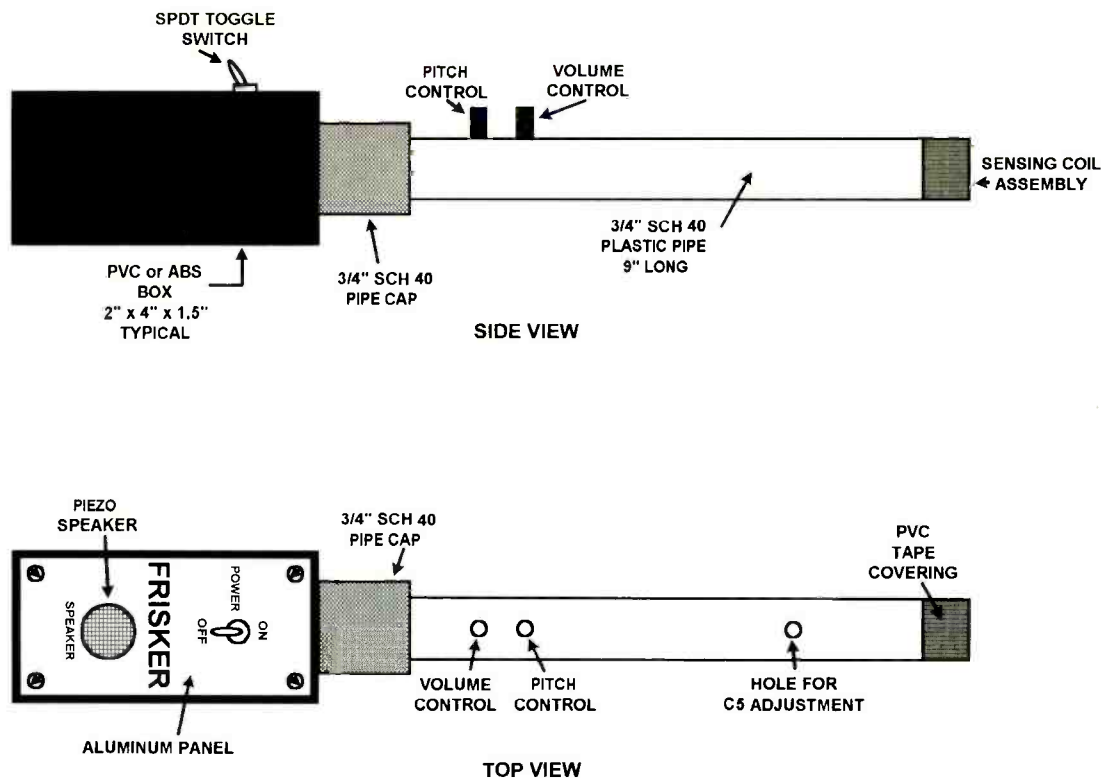 SPDT TOGGLE
SWITCH
PITCH
CONTROL
VOLUME
CONTROL
SENSING COIL
ASSEMBLY
3/4" SCH 40
PLASTIC PIPE
9" LONG
PVC or ABS
BOX
2" x 4" x 1.5"
TYPICAL
3/4" SCH 40
PIPE CAP
SIDE VIEW
PIEZO
SPEAKER
3/4" SCH 40
PIPE CAP
PVC
TAPE
COVERING
SPEAKER
FRISKER
POWER
OFF
ON
VOLUME
CONTROL
PITCH
CONTROL
HOLE FOR
C5 ADJUSTMENT
ALUMINUM PANEL
TOP VIEW